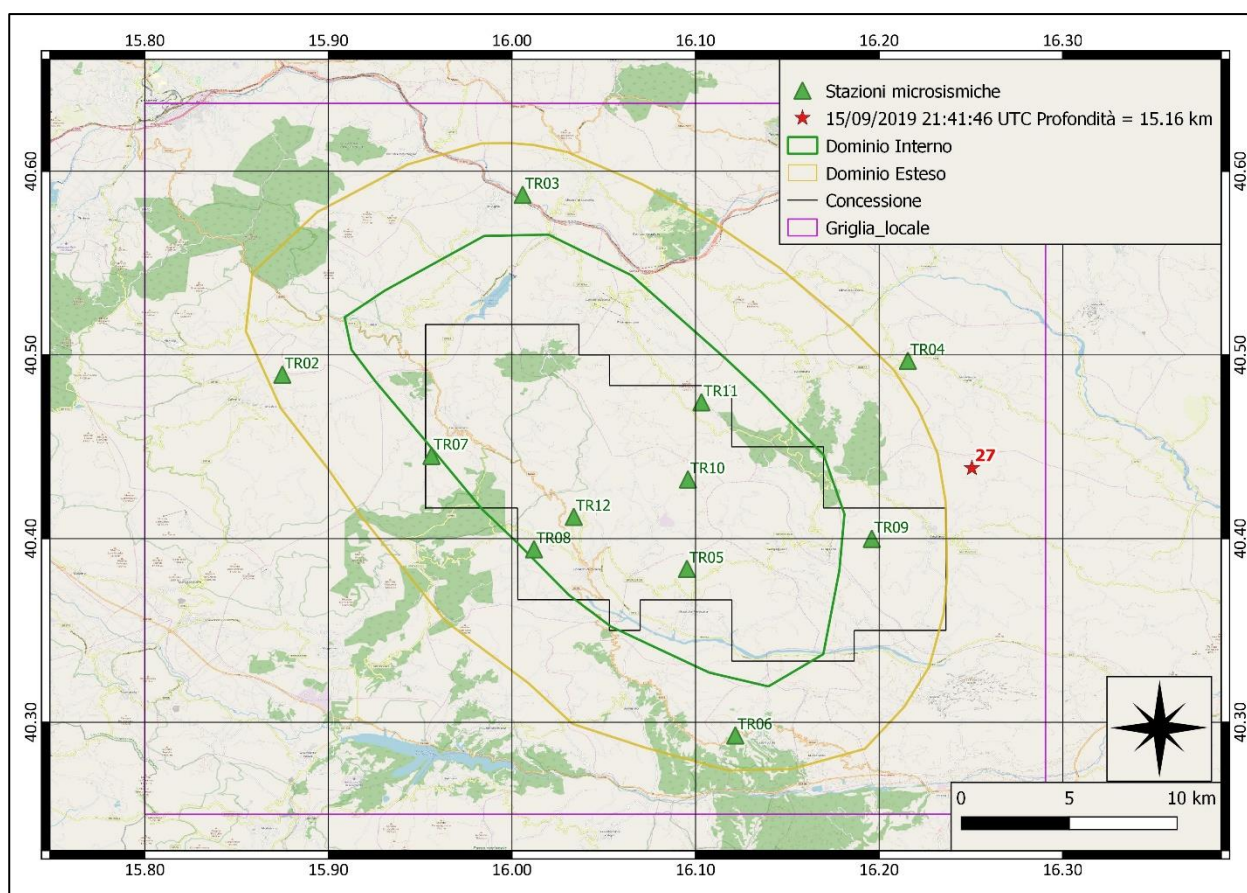 15.80 15.90 16.00 16.10 16.20 16.30
Stazioni microsismiche
15/09/2019 21:41:46 UTC Profondità = 15.16 km
Dominio Interno
Dominio Esteso
Concessione
Griglia_locale
40.60 40.60
TR03
40.50 40.50
TR02
TR04
TR11
TR07
27
TR10
TR12
40.40 40.40
TR08
TR09
TR05
40.30 40.30
TR06
0 5 10 km
15.80 15.90 16.00 16.10 16.20 16.30